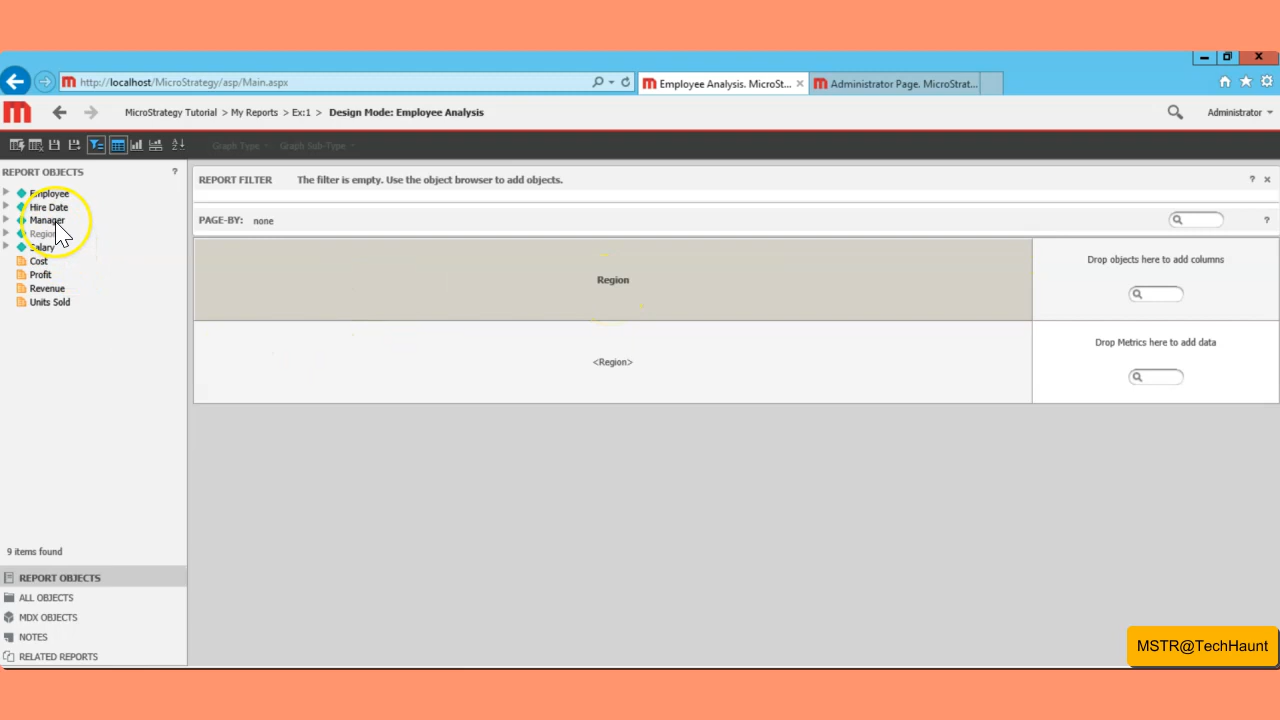 http://localhost/MicroStrategy/asp/Main.aspx
Employee Analysis. MicroSt...
Administrator Page. MicroStrat...
MicroStrategy Tutorial > My Reports > Ex:1 > Design Mode: Employee Analysis
Administrator
Graph Type
Graph Sub-Type
REPORT OBJECTS ?
Employee
Hire Date
Manager
Region
Salary
Cost
Profit
Revenue
Units Sold
9 items found
REPORT OBJECTS
ALL OBJECTS
MDX OBJECTS
NOTES
RELATED REPORTS
REPORT FILTER The filter is empty. Use the object browser to add objects. ?
PAGE-BY: none ?
Region
Drop objects here to add columns
<Region>
Drop Metrics here to add data
MSTR@TechHaunt